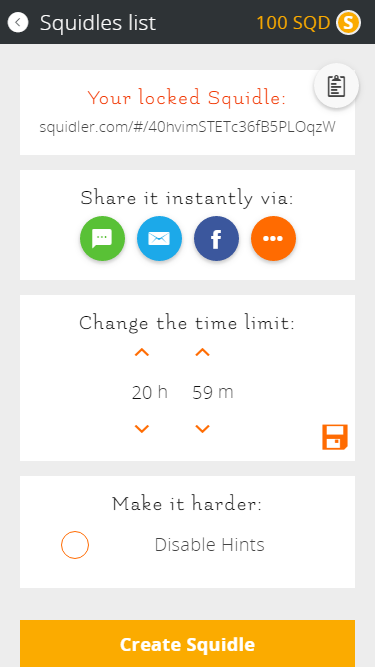 Squidles list
100 SQD S
Your locked Squidle:
squidler.com/#/40hvimSTETc36fB5PLOqzW
Share it instantly via:
f
Change the time limit:
20 h 59 m
Make it harder:
Disable Hints
Create Squidle